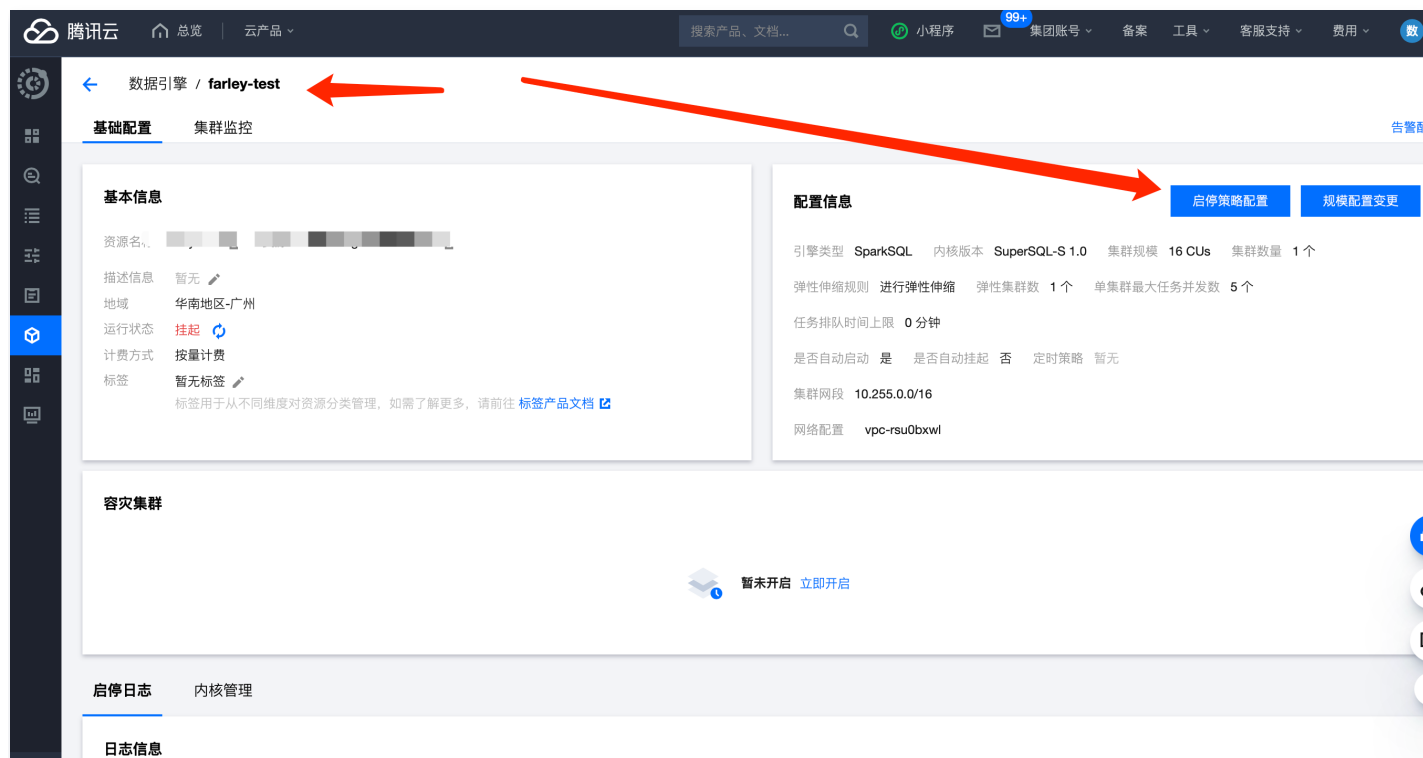 腾讯云 总览 云产品 搜索产品、文档... 小程序 99+ 集团账号 备案 工具 客服支持 费用 数
数据引擎 / farley-test
基础配置 集群监控
告警配
基本信息
资源名
描述信息 暂无
地域 华南地区-广州
运行状态 挂起
计费方式 按量计费
标签 暂无标签
标签用于从不同维度对资源分类管理，如需了解更多，请前往 标签产品文档
配置信息 启停策略配置 规模配置变更
引擎类型 SparkSQL 内核版本 SuperSQL-S 1.0 集群规模 16 CUs 集群数量 1 个
弹性伸缩规则 进行弹性伸缩 弹性集群数 1 个 单集群最大任务并发数 5 个
任务排队时间上限 0 分钟
是否自动启动 是 是否自动挂起 否 定时策略 暂无
集群网段 10.255.0.0/16
网络配置 vpc-rsu0bxwl
容灾集群
暂未开启 立即开启
启停日志 内核管理
日志信息